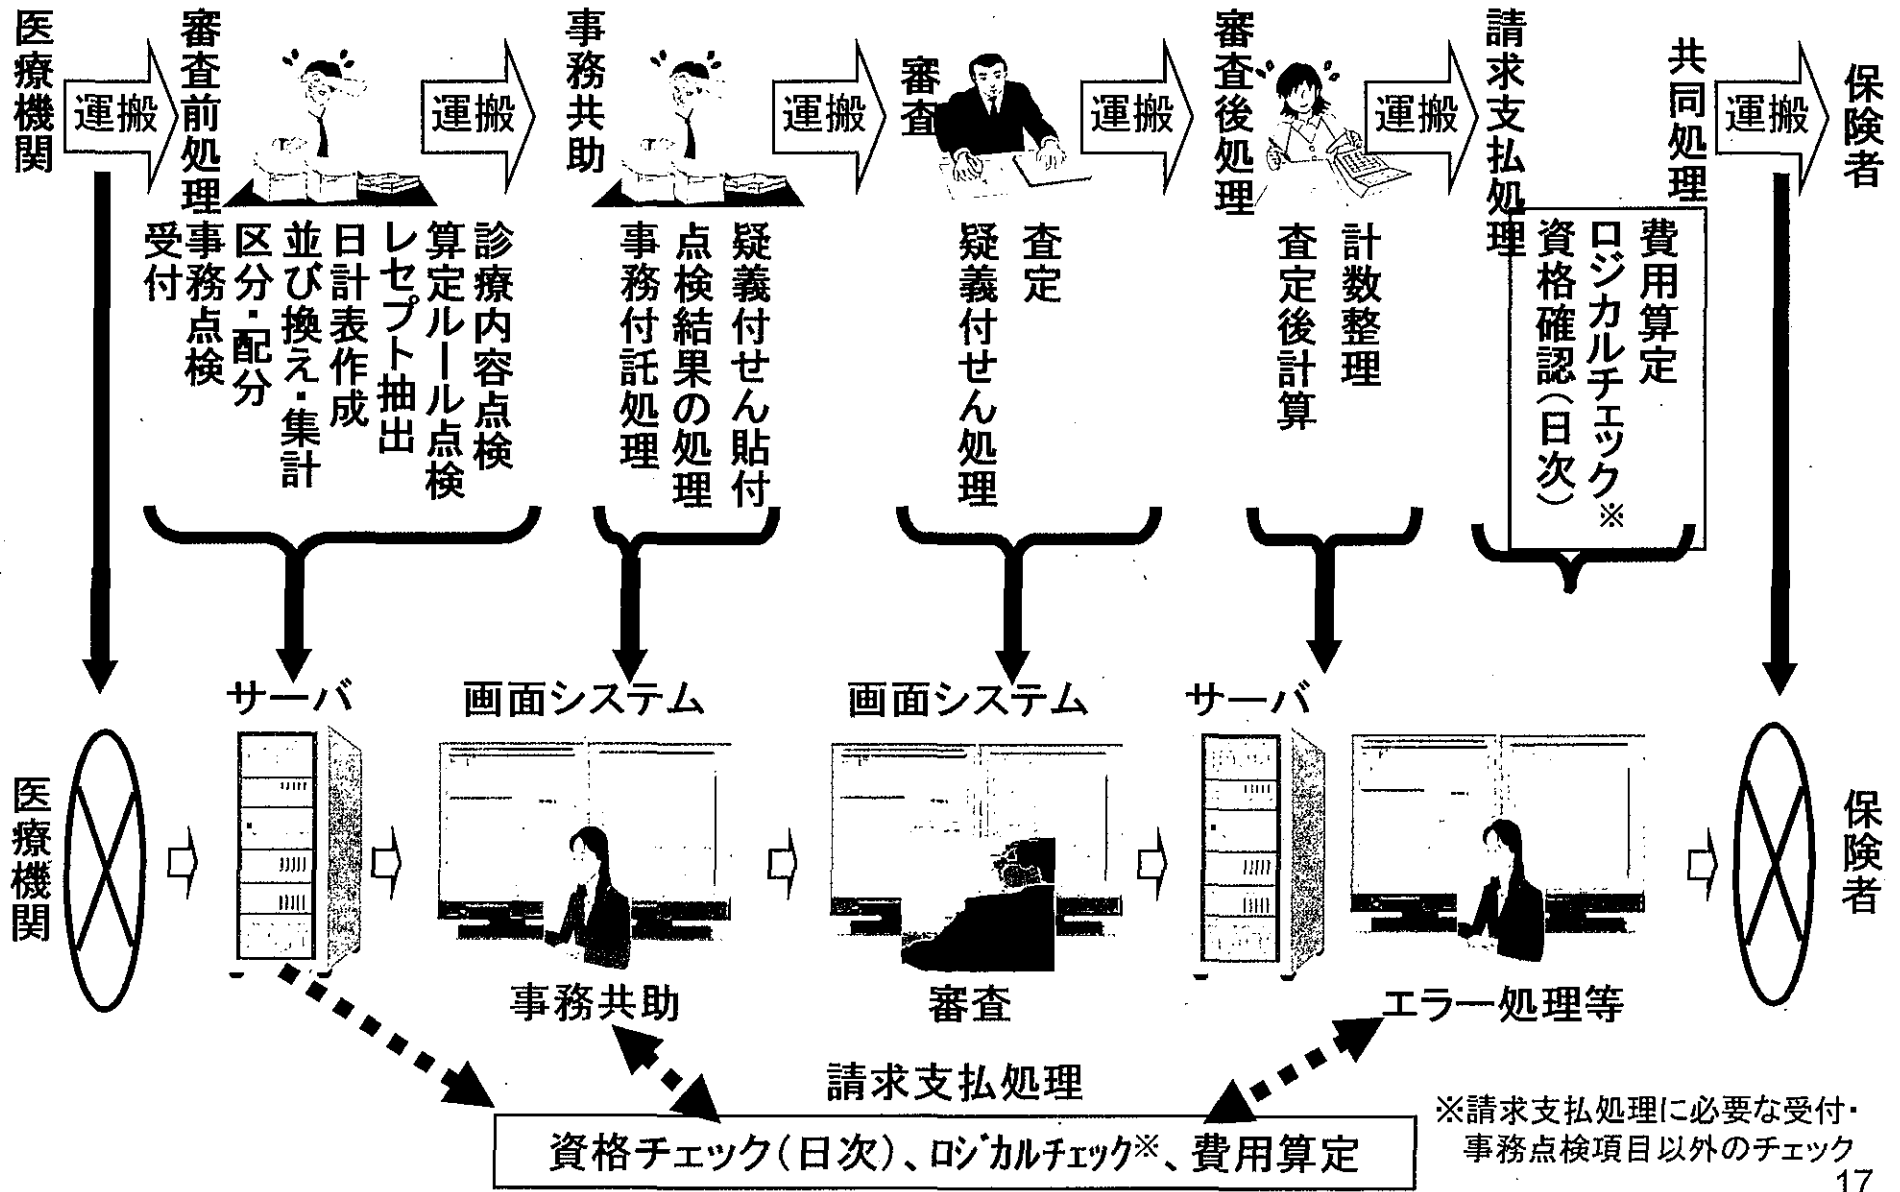 医療機関
運搬
審査前処理
運搬
事務共助
運搬
審査
運搬
審査後処理
運搬
請求支払処理
共同処理
運搬
保険者
受付
事務点検
区分・配分
並び換え・集計
日計表作成
レセプト抽出
算定ルール点検
診療内容点検
事務付託処理
点検結果の処理
疑義付せん貼付
疑義付せん処理
査定
査定後計算
計数整理
資格確認(日次)
ロジカルチェック※
費用算定
サーバ
画面システム
画面システム
サーバ
医療機関
保険者
事務共助
審査
エラー処理等
請求支払処理
資格チェック(日次)、ロジカルチェック※、費用算定
※請求支払処理に必要な受付・
事務点検項目以外のチェック
17